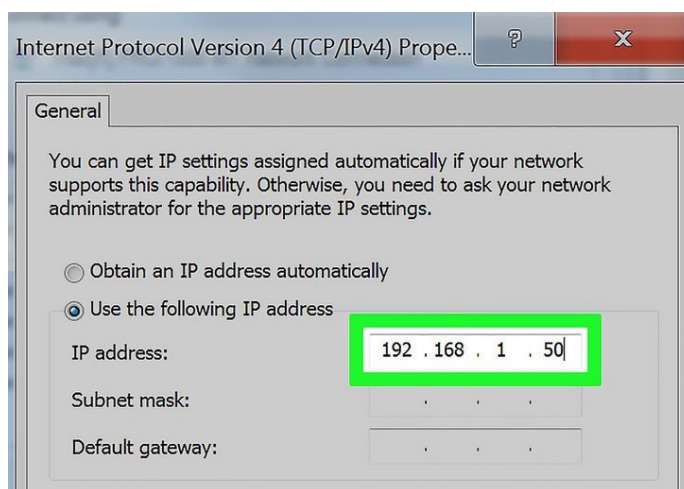 Internet Protocol Version 4 (TCP/IPv4) Prope...
General
You can get IP settings assigned automatically if your network
supports this capability. Otherwise, you need to ask your network
administrator for the appropriate IP settings.
Obtain an IP address automatically
Use the following IP address
IP address: 192 . 168 . 1 . 50
Subnet mask: . . .
Default gateway: . . .